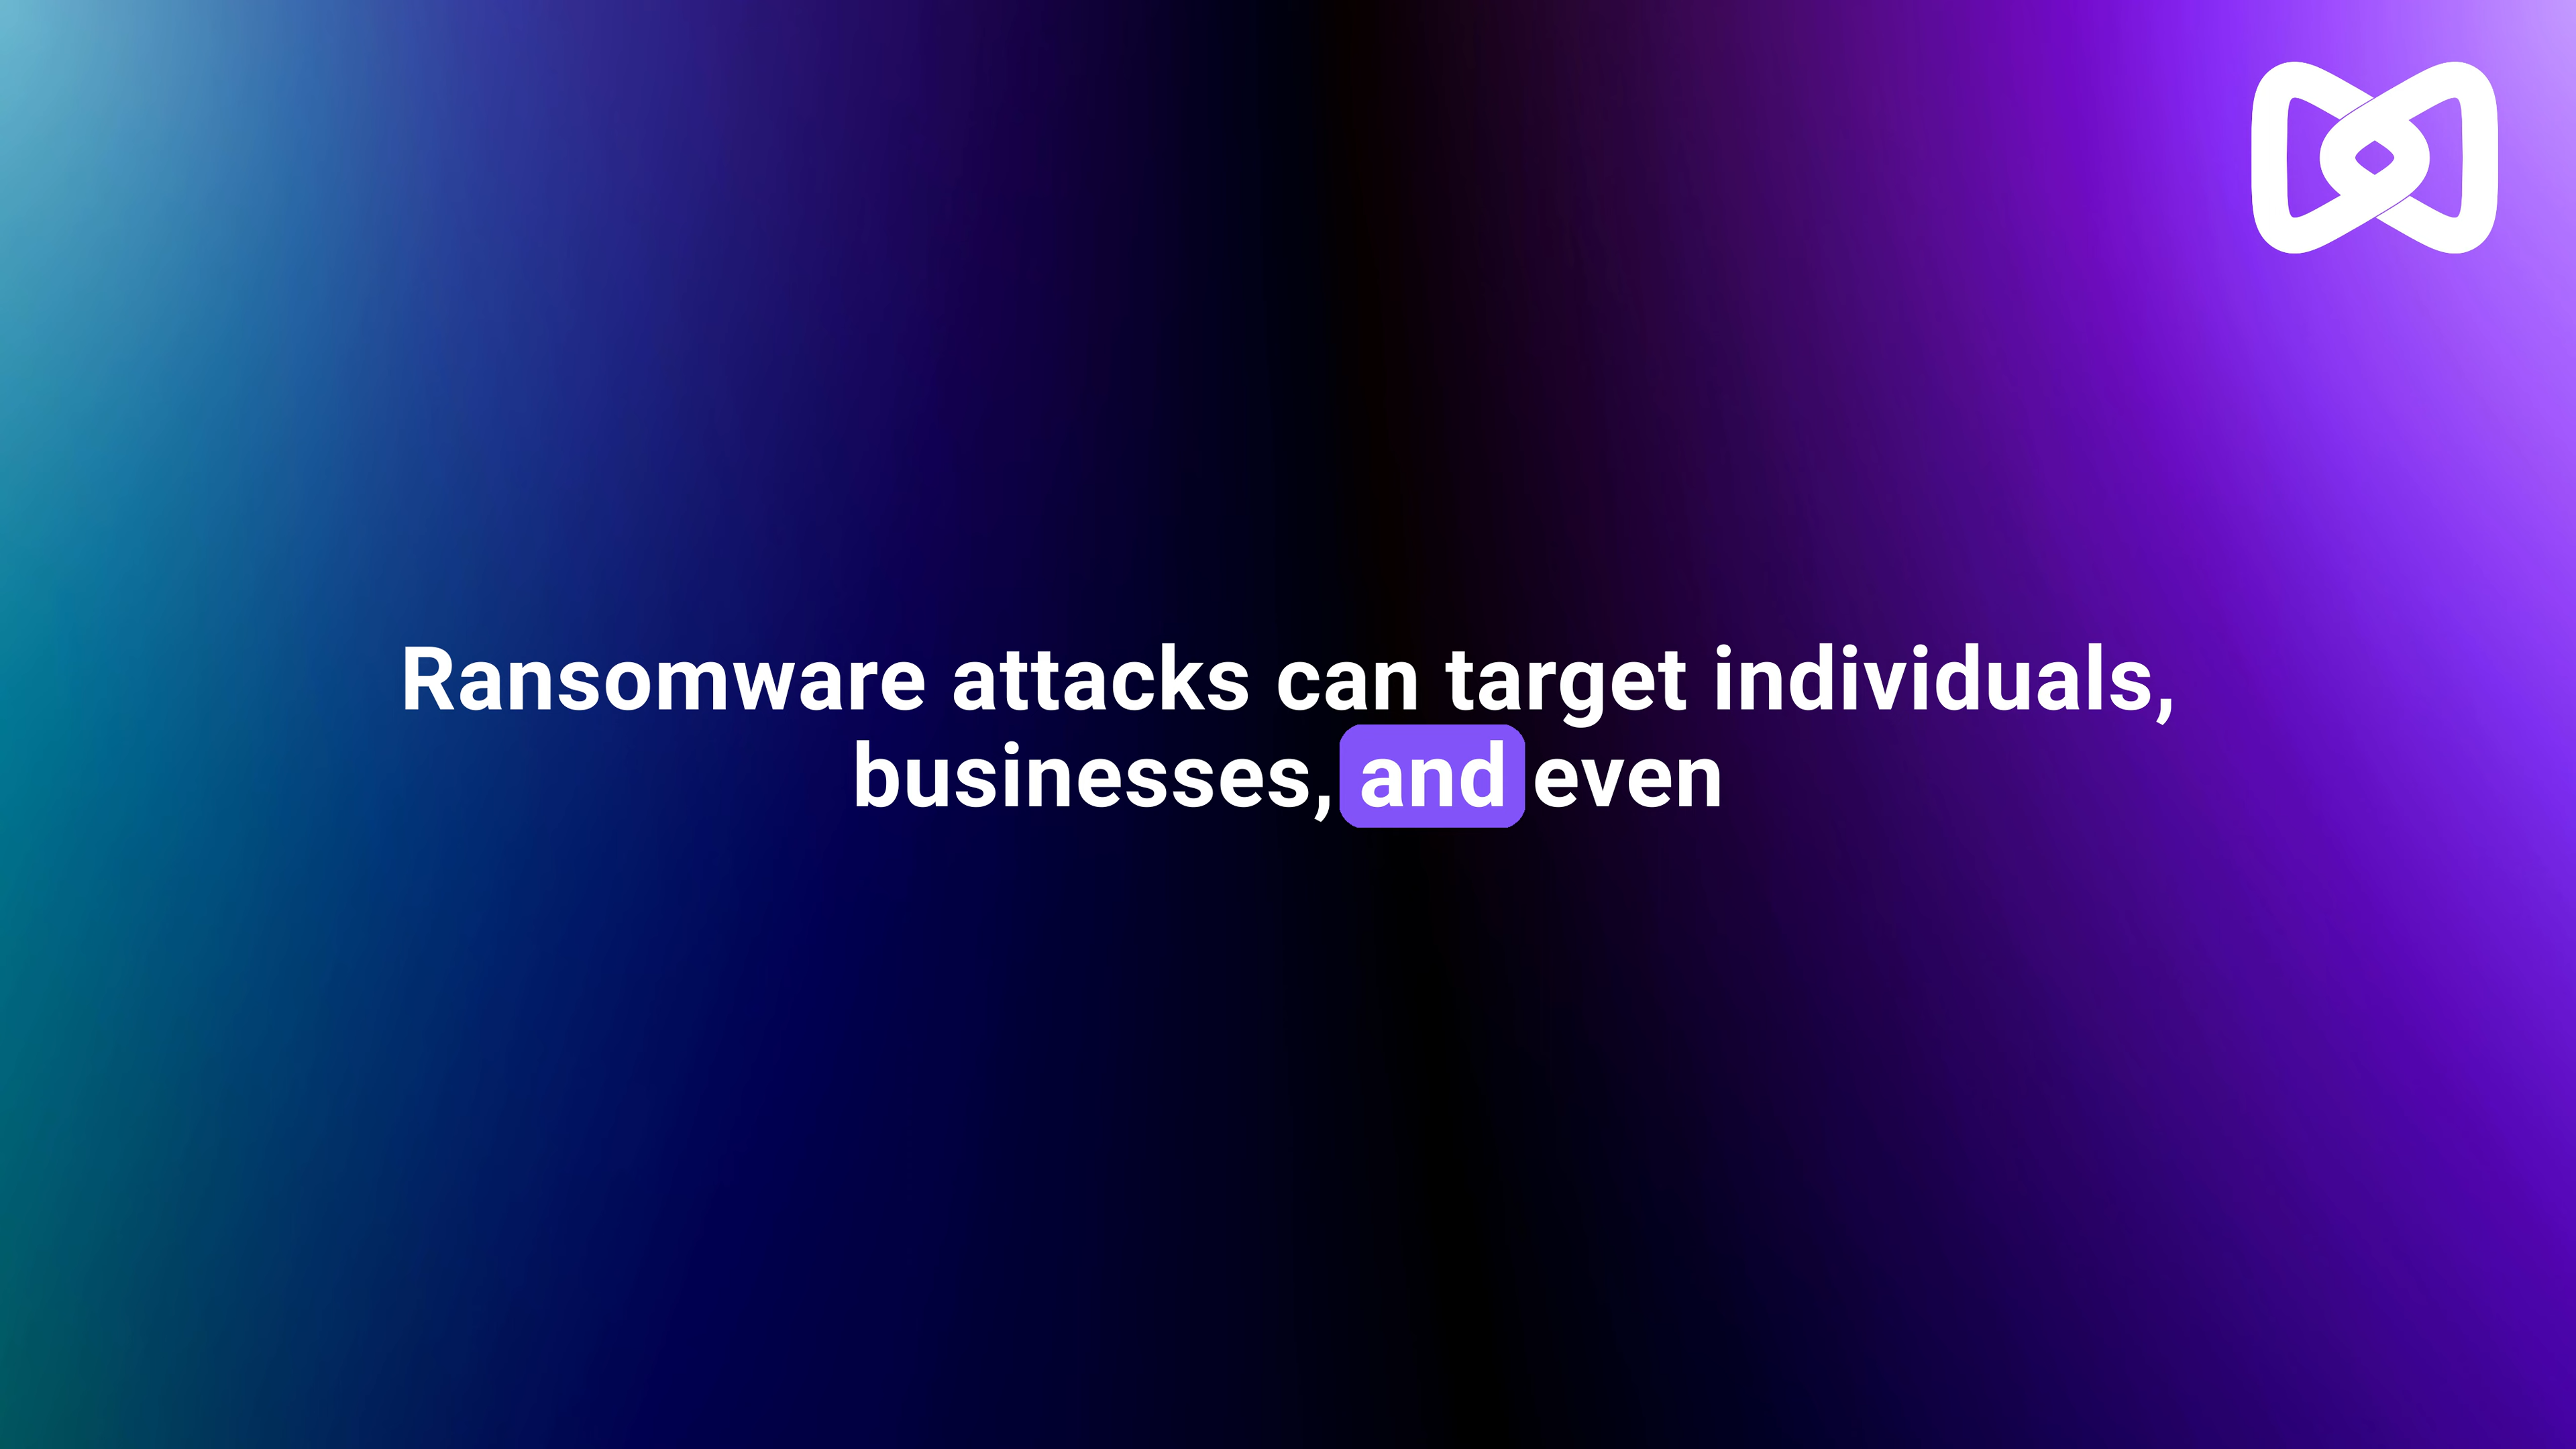 Ransomware attacks can target individuals,
businesses, and even